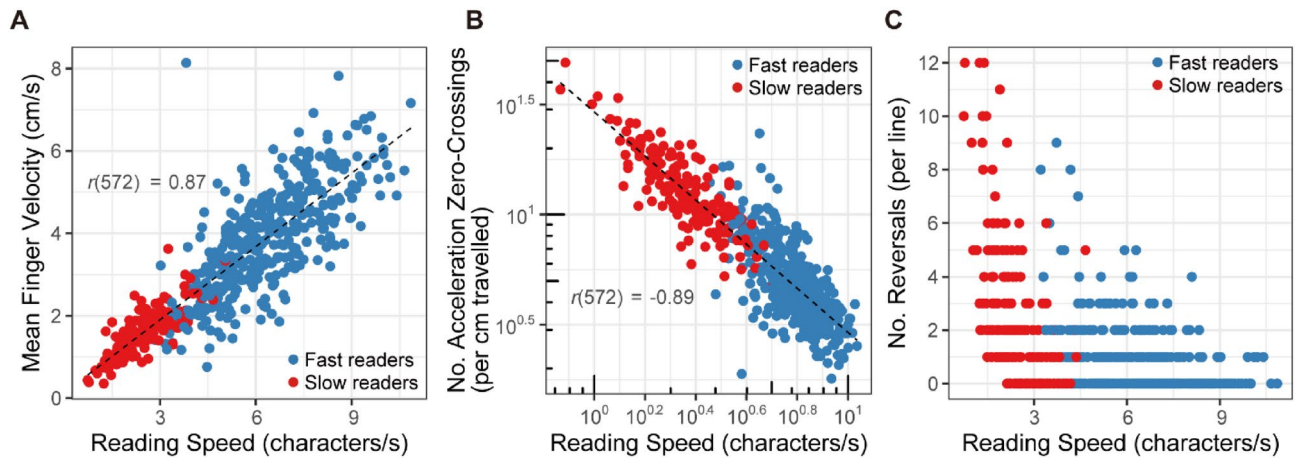 A
Mean Finger Velocity (cm/s)
8
6
4
2
0
r(572) = 0.87
Fast readers
Slow readers
3 6 9
Reading Speed (characters/s)
B
No. Acceleration Zero-Crossings
(per cm travelled)
10^1.5
10^1
10^0.5
Fast readers
Slow readers
r(572) = -0.89
10^0 10^0.2 10^0.4 10^0.6 10^0.8 10^1
Reading Speed (characters/s)
C
No. Reversals (per line)
12
10
8
6
4
2
0
Fast readers
Slow readers
3 6 9
Reading Speed (characters/s)